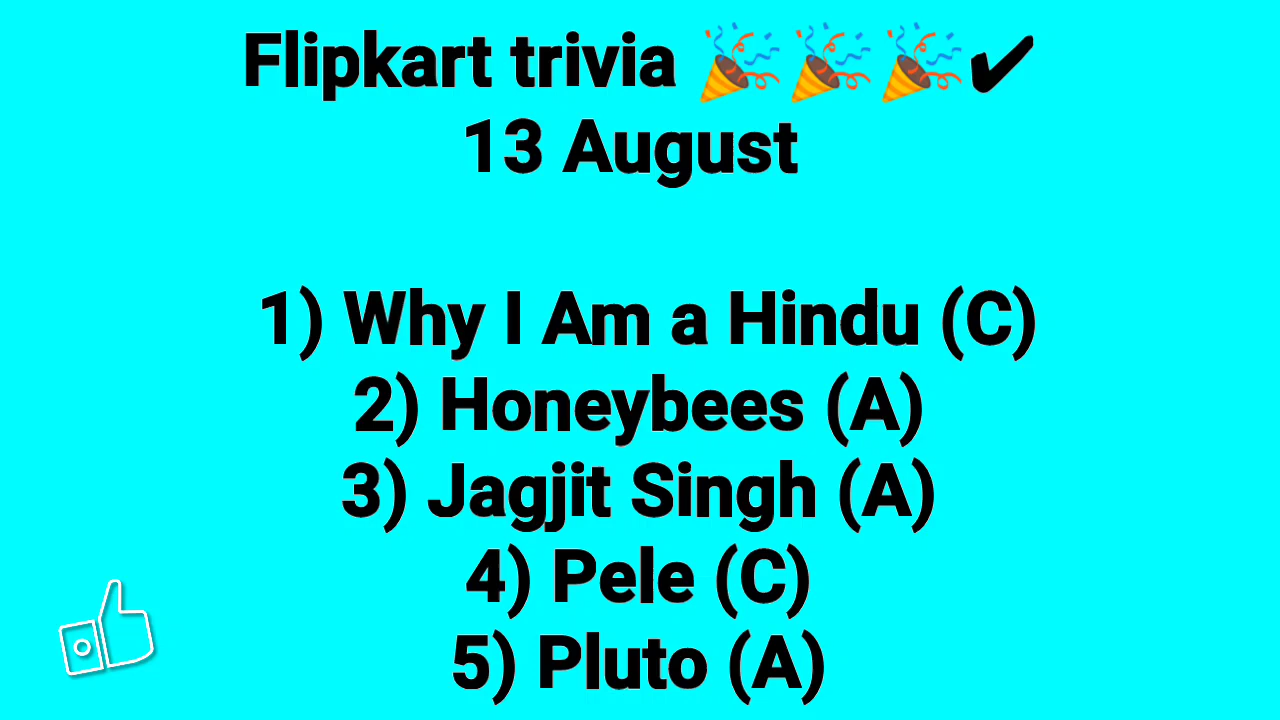 Flipkart trivia 🎉🎉🎉✔
13 August
1) Why I Am a Hindu (C)
2) Honeybees (A)
3) Jagjit Singh (A)
4) Pele (C)
5) Pluto (A)